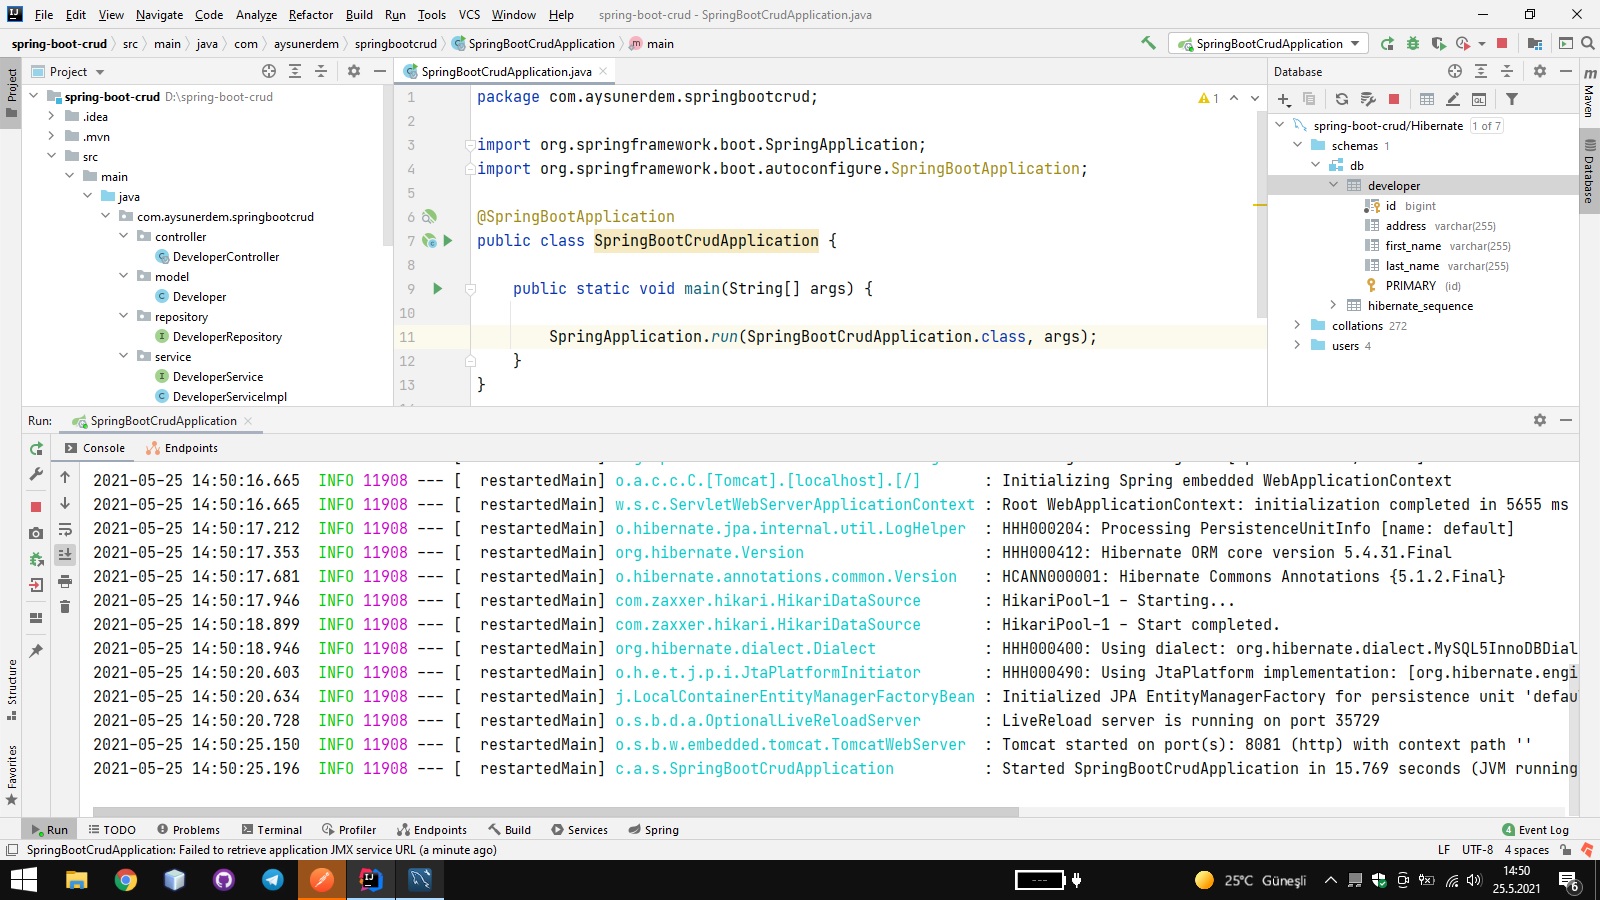 File Edit View Navigate Code Analyze Refactor Build Run Tools VCS Window Help spring-boot-crud - SpringBootCrudApplication.java
spring-boot-crud src main java com aysunerdem springbootcrud SpringBootCrudApplication main SpringBootCrudApplication
Project
SpringBootCrudApplication.java
Database
spring-boot-crud D:\spring-boot-crud
.idea
.mvn
src
main
java
com.aysunerdem.springbootcrud
controller
DeveloperController
model
Developer
repository
DeveloperRepository
service
DeveloperService
DeveloperServiceImpl
1 package com.aysunerdem.springbootcrud;
2
3 import org.springframework.boot.SpringApplication;
4 import org.springframework.boot.autoconfigure.SpringBootApplication;
5
6 @SpringBootApplication
7 public class SpringBootCrudApplication {
8
9 public static void main(String[] args) {
10
11 SpringApplication.run(SpringBootCrudApplication.class, args);
12 }
13 }
1
spring-boot-crud/Hibernate 1 of 7
schemas 1
db
developer
id bigint
address varchar(255)
first_name varchar(255)
last_name varchar(255)
PRIMARY (id)
hibernate_sequence
collations 272
users 4
Project
Structure
Favorites
Maven
Database
Run: SpringBootCrudApplication
Console Endpoints
2021-05-25 14:50:16.665 INFO 11908 --- [ restartedMain] o.a.c.c.C.[Tomcat].[localhost].[/] : Initializing Spring embedded WebApplicationContext
2021-05-25 14:50:16.665 INFO 11908 --- [ restartedMain] w.s.c.ServletWebServerApplicationContext : Root WebApplicationContext: initialization completed in 5655 ms
2021-05-25 14:50:17.212 INFO 11908 --- [ restartedMain] o.hibernate.jpa.internal.util.LogHelper : HHH000204: Processing PersistenceUnitInfo [name: default]
2021-05-25 14:50:17.353 INFO 11908 --- [ restartedMain] org.hibernate.Version : HHH000412: Hibernate ORM core version 5.4.31.Final
2021-05-25 14:50:17.681 INFO 11908 --- [ restartedMain] o.hibernate.annotations.common.Version : HCANN000001: Hibernate Commons Annotations {5.1.2.Final}
2021-05-25 14:50:17.946 INFO 11908 --- [ restartedMain] com.zaxxer.hikari.HikariDataSource : HikariPool-1 - Starting...
2021-05-25 14:50:18.899 INFO 11908 --- [ restartedMain] com.zaxxer.hikari.HikariDataSource : HikariPool-1 - Start completed.
2021-05-25 14:50:18.946 INFO 11908 --- [ restartedMain] org.hibernate.dialect.Dialect : HHH000400: Using dialect: org.hibernate.dialect.MySQL5InnoDBDial
2021-05-25 14:50:20.603 INFO 11908 --- [ restartedMain] o.h.e.t.j.p.i.JtaPlatformInitiator : HHH000490: Using JtaPlatform implementation: [org.hibernate.engi
2021-05-25 14:50:20.634 INFO 11908 --- [ restartedMain] j.LocalContainerEntityManagerFactoryBean : Initialized JPA EntityManagerFactory for persistence unit 'defau
2021-05-25 14:50:20.728 INFO 11908 --- [ restartedMain] o.s.b.d.a.OptionalLiveReloadServer : LiveReload server is running on port 35729
2021-05-25 14:50:25.150 INFO 11908 --- [ restartedMain] o.s.b.w.embedded.tomcat.TomcatWebServer : Tomcat started on port(s): 8081 (http) with context path ''
2021-05-25 14:50:25.196 INFO 11908 --- [ restartedMain] c.a.s.SpringBootCrudApplication : Started SpringBootCrudApplication in 15.769 seconds (JVM running
Run TODO Problems Terminal Profiler Endpoints Build Services Spring 4 Event Log
SpringBootCrudApplication: Failed to retrieve application JMX service URL (a minute ago) LF UTF-8 4 spaces
25°C Güneşli 14:50
25.5.2021
6